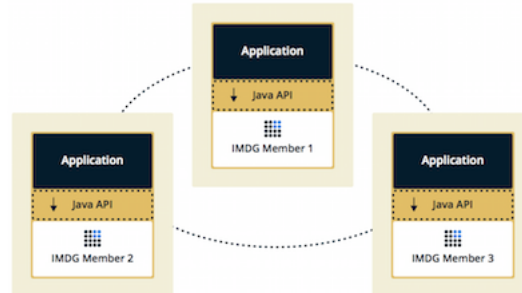 Application
Java API
IMDG Member 1
Application
Java API
IMDG Member 2
Application
Java API
IMDG Member 3